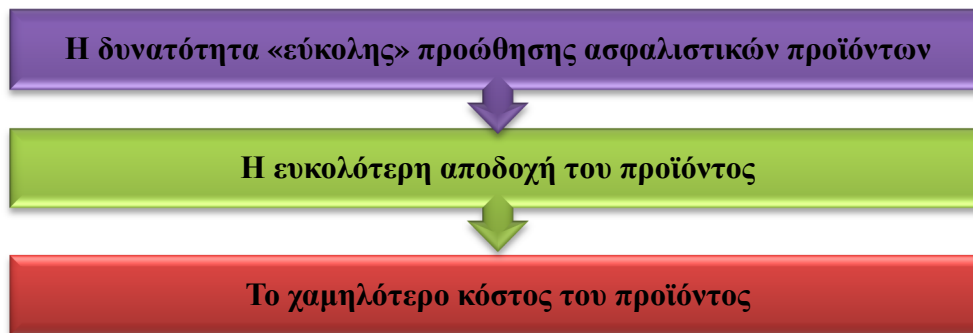 Η δυνατότητα «εύκολης» προώθησης ασφαλιστικών προϊόντων
Η ευκολότερη αποδοχή του προϊόντος
Το χαμηλότερο κόστος του προϊόντος